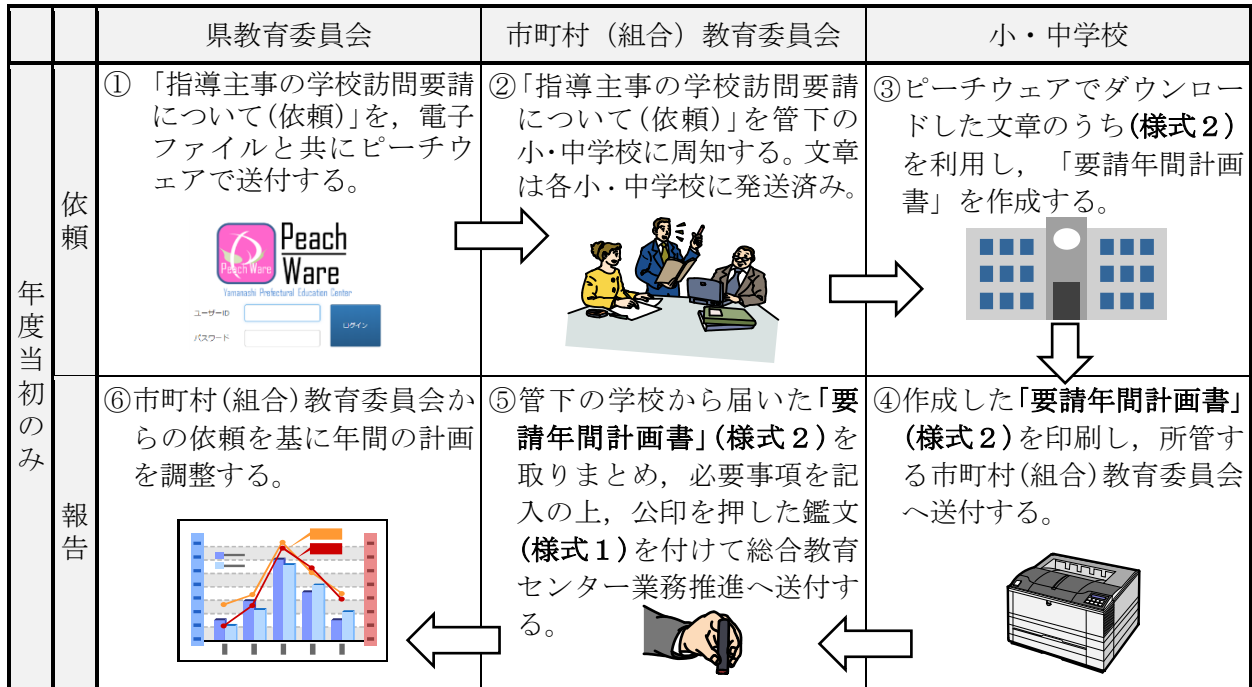 県教育委員会
市町村（組合）教育委員会
小・中学校
年度当初のみ
依頼
① 「指導主事の学校訪問要請
について(依頼)」を，電子
ファイルと共にピーチウ
ェアで送付する。
Peach
Ware
Peach Ware
Yamanashi Prefectural Education Center
ユーザーID
パスワード
ログイン
②「指導主事の学校訪問要請
について(依頼)」を管下の
小・中学校に周知する。文章
は各小・中学校に発送済み。
③ピーチウェアでダウンロー
ドした文章のうち(様式２)
を利用し，「要請年間計画
書」を作成する。
報告
⑥市町村(組合)教育委員会か
らの依頼を基に年間の計画
を調整する。
⑤管下の学校から届いた「要
請年間計画書」(様式２)を
取りまとめ，必要事項を記
入の上，公印を押した鑑文
(様式１)を付けて総合教育
センター業務推進へ送付す
る。
④作成した「要請年間計画書」
(様式２)を印刷し，所管す
る市町村(組合)教育委員会
へ送付する。